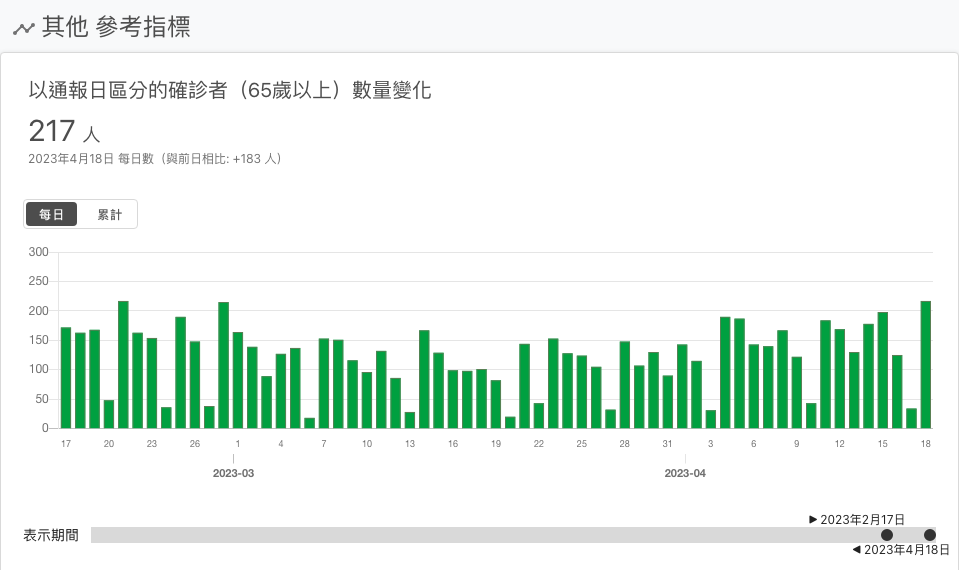 其他 參考指標
以通報日區分的確診者（65歲以上）數量變化
217 人
2023年4月18日 每日數（與前日相比: +183 人）
每日 累計
300
250
200
150
100
50
0
17 20 23 26 1 4 7 10 13 16 19 22 25 28 31 3 6 9 12 15 18
2023-03 2023-04
▶ 2023年2月17日
表示期間
◀ 2023年4月18日